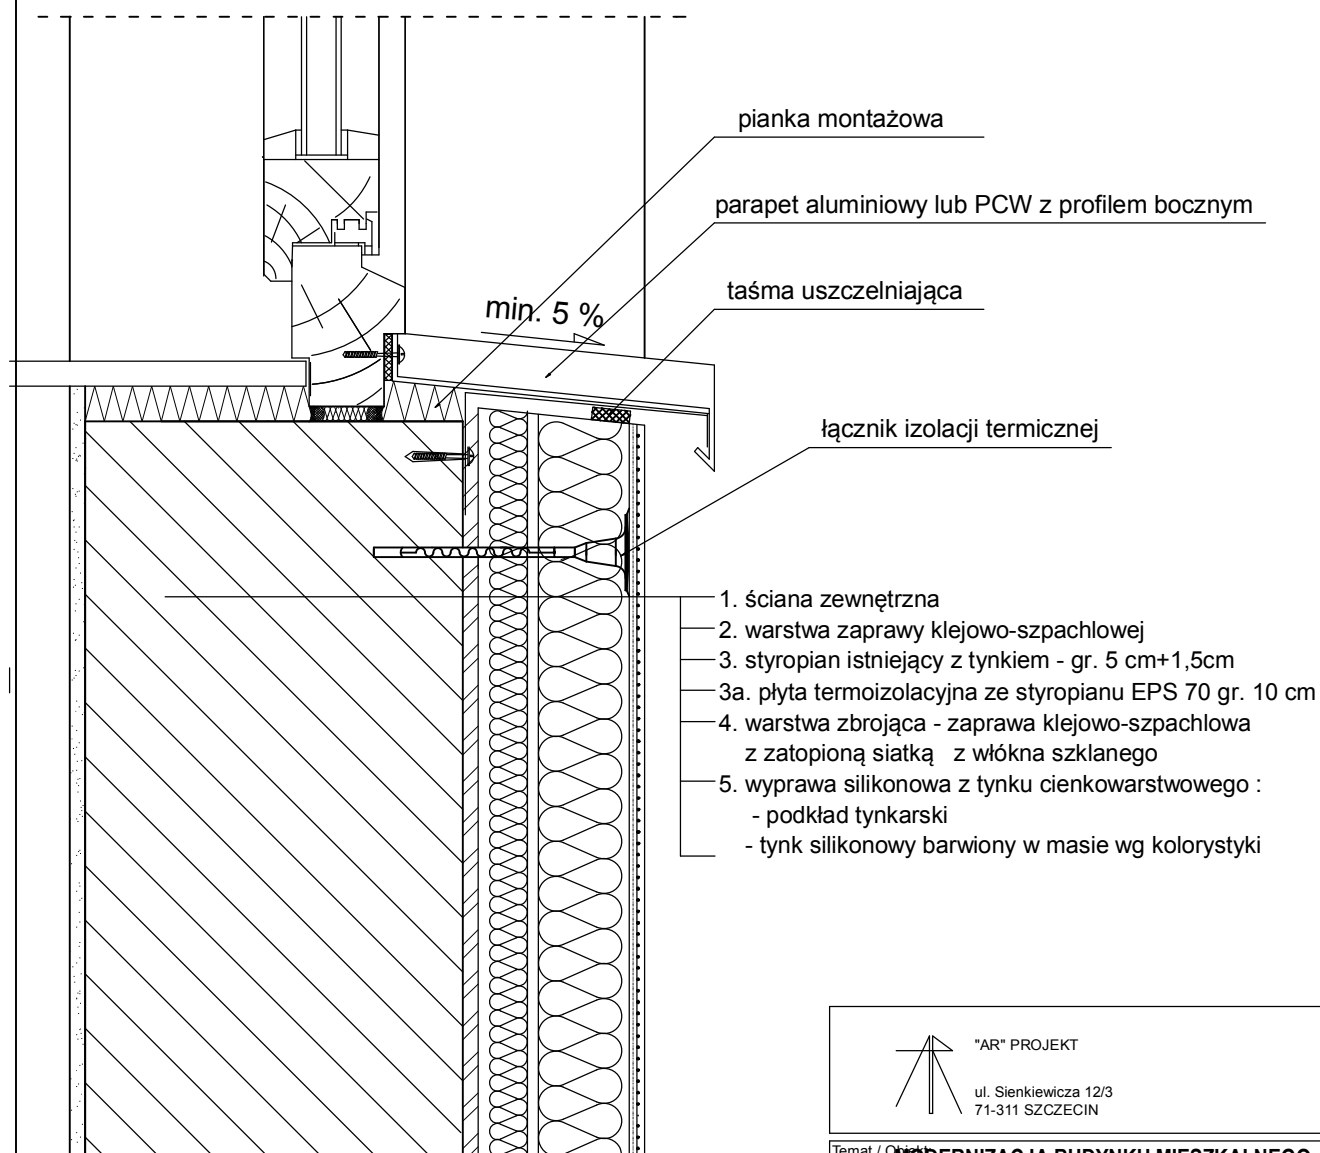 pianka montażowa
parapet aluminiowy lub PCW z profilem bocznym
taśma uszczelniająca
min. 5 %
łącznik izolacji termicznej
1. ściana zewnętrzna
2. warstwa zaprawy klejowo-szpachlowej
3. styropian istniejący z tynkiem - gr. 5 cm+1,5cm
3a. płyta termoizolacyjna ze styropianu EPS 70 gr. 10 cm
4. warstwa zbrojąca - zaprawa klejowo-szpachlowa
z zatopioną siatką z włókna szklanego
5. wyprawa silikonowa z tynku cienkowarstwowego :
- podkład tynkarski
- tynk silikonowy barwiony w masie wg kolorystyki
"AR" PROJEKT
ul. Sienkiewicza 12/3
71-311 SZCZECIN
Temat / BUDYNKU MIESZKALNEGO